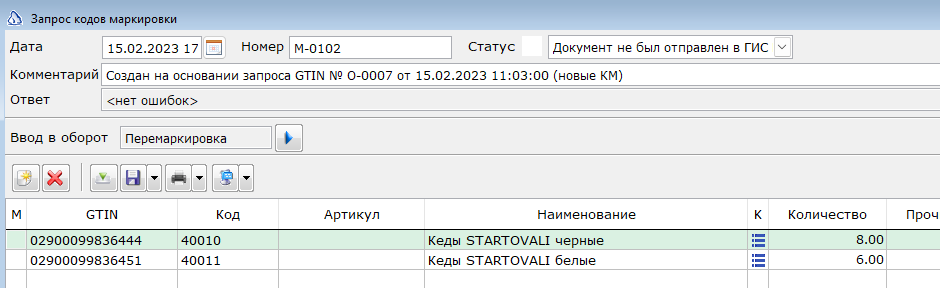 Запрос кодов маркировки
Дата 15.02.2023 17 Номер М-0102 Статус Документ не был отправлен в ГИС
Комментарий Создан на основании запроса GTIN № О-0007 от 15.02.2023 11:03:00 (новые КМ)
Ответ <нет ошибок>
Ввод в оборот Перемаркировка
М GTIN Код Артикул Наименование К Количество Проч
02900099836444 40010 Кеды STARTOVALI черные 8.00
02900099836451 40011 Кеды STARTOVALI белые 6.00